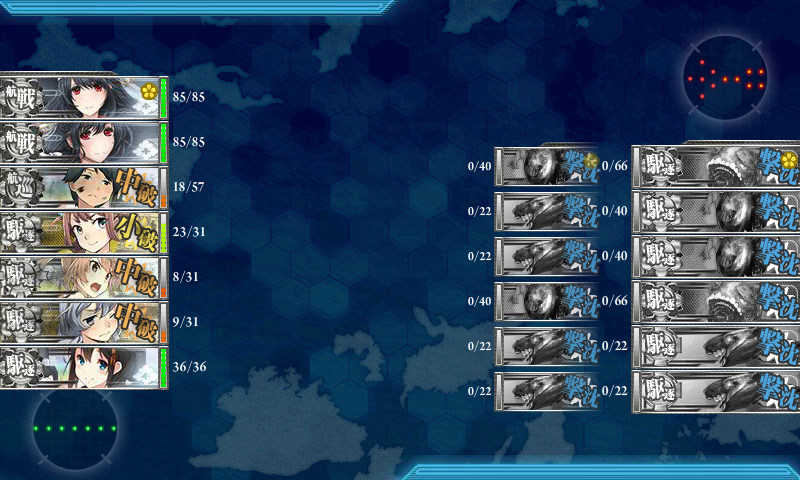 航戦 85/85
航戦 85/85
航巡 中破 18/57
駆逐 小破 23/31
駆逐 中破 8/31
駆逐 中破 9/31
駆逐 36/36
0/40 撃沈
0/22 撃沈
0/22 撃沈
0/40 撃沈
0/22 撃沈
0/22 撃沈
0/66 駆逐 撃沈
0/40 駆逐 撃沈
0/40 駆逐 撃沈
0/66 駆逐 撃沈
0/22 駆逐 撃沈
0/22 駆逐 撃沈